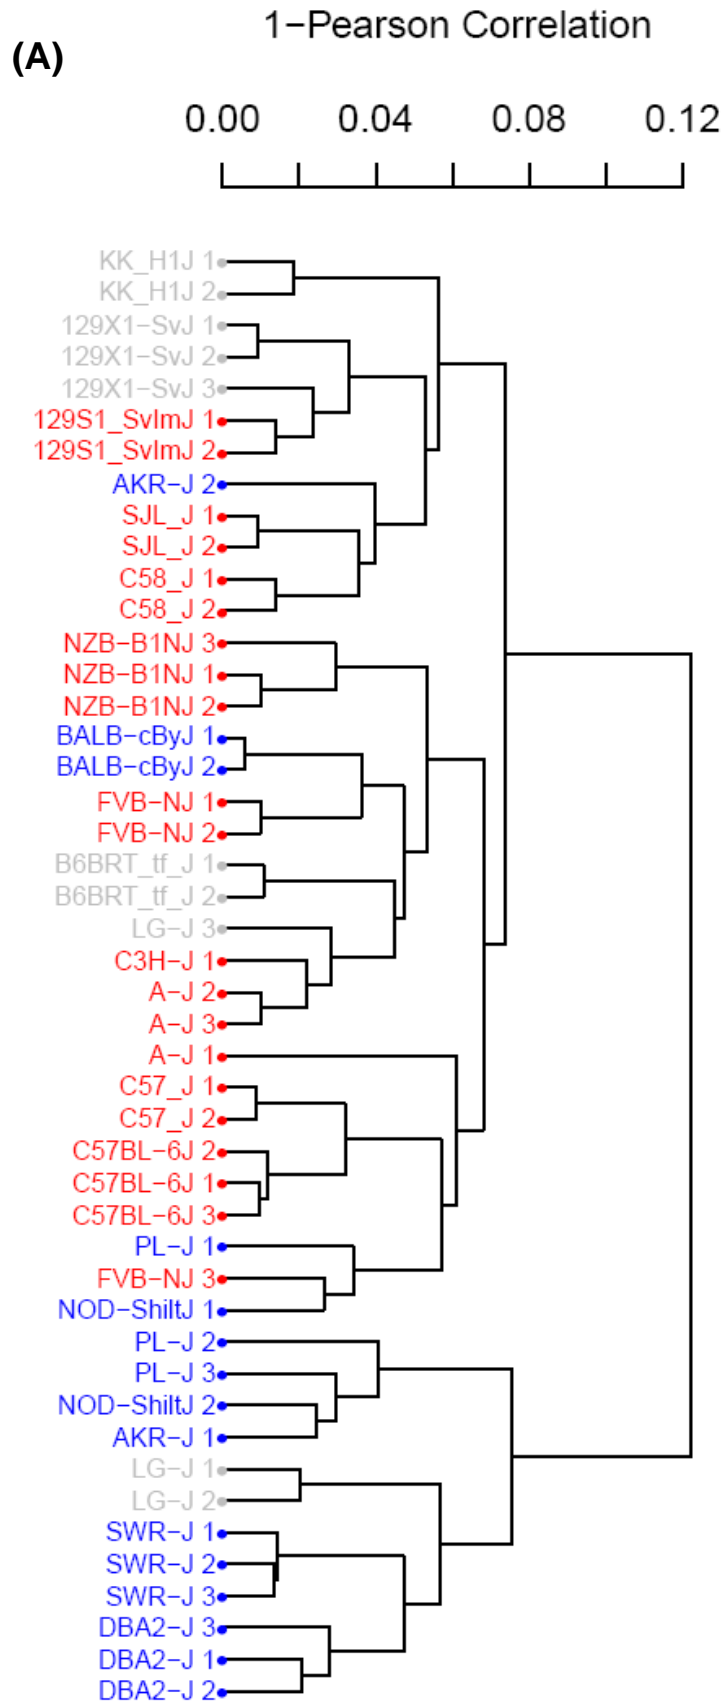 1−Pearson Correlation
(A)
0.00 0.04 0.08 0.12
KK_H1J 1
KK_H1J 2
129X1−SvJ 1
129X1−SvJ 2
129X1−SvJ 3
129S1_SvImJ 1
129S1_SvImJ 2
AKR−J 2
SJL_J 1
SJL_J 2
C58_J 1
C58_J 2
NZB−B1NJ 3
NZB−B1NJ 1
NZB−B1NJ 2
BALB−cByJ 1
BALB−cByJ 2
FVB−NJ 1
FVB−NJ 2
B6BRT_tf_J 1
B6BRT_tf_J 2
LG−J 3
C3H−J 1
A−J 2
A−J 3
A−J 1
C57_J 1
C57_J 2
C57BL−6J 2
C57BL−6J 1
C57BL−6J 3
PL−J 1
FVB−NJ 3
NOD−ShiltJ 1
PL−J 2
PL−J 3
NOD−ShiltJ 2
AKR−J 1
LG−J 1
LG−J 2
SWR−J 1
SWR−J 2
SWR−J 3
DBA2−J 3
DBA2−J 1
DBA2−J 2